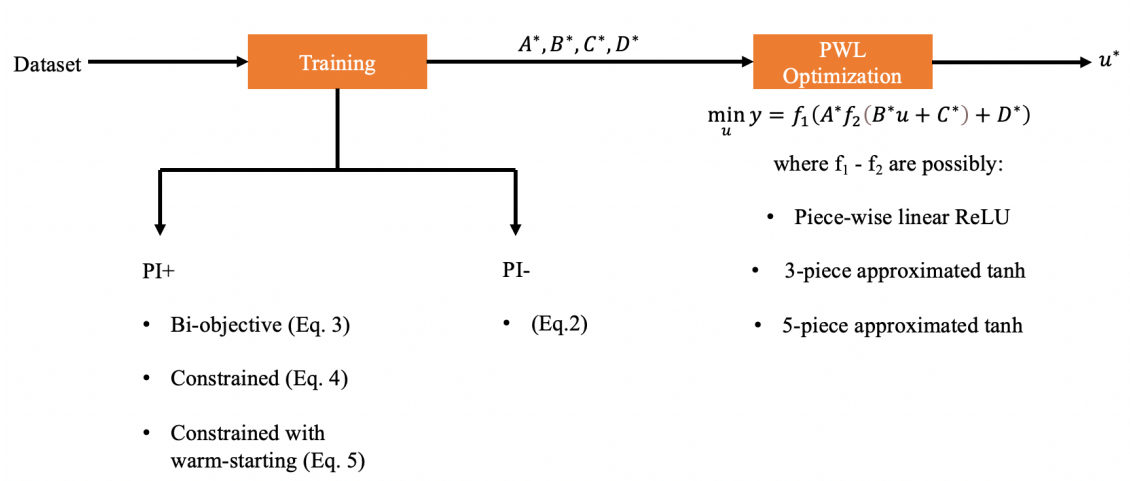 Dataset
Training
A*, B*, C*, D*
PWL
Optimization
u*
min y = f₁(A*f₂(B*u + C*) + D*)
u
where f₁ - f₂ are possibly:
• Piece-wise linear ReLU
• 3-piece approximated tanh
• 5-piece approximated tanh
PI+
• Bi-objective (Eq. 3)
• Constrained (Eq. 4)
• Constrained with
warm-starting (Eq. 5)
PI-
• (Eq.2)